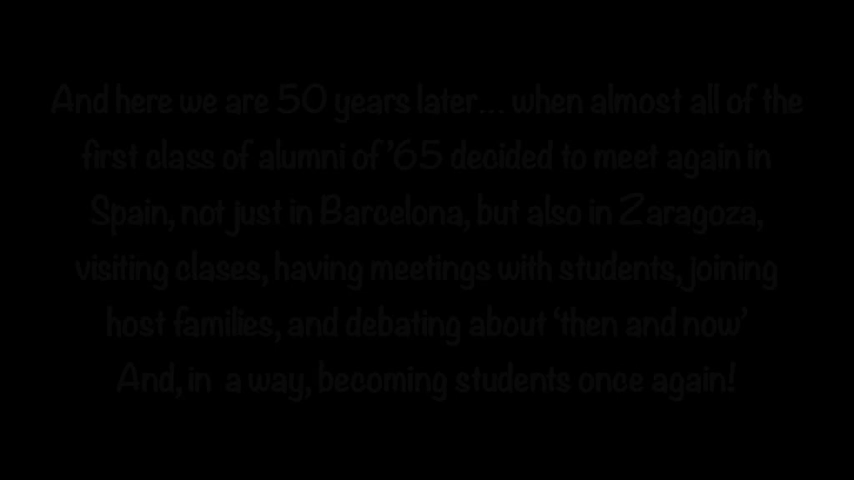 And here we are 50 years later... when almost all of the
first class of alumni of '65 decided to meet again in
Spain, not just in Barcelona, but also in Zaragoza,
visiting clases, having meetings with students, joining
host families, and debating about ‘then and now’
And, in a way, becoming students once again!